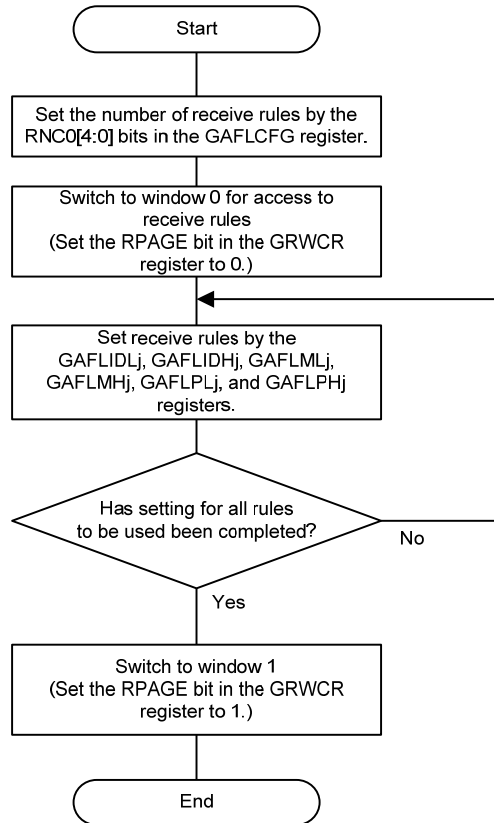 Start
Set the number of receive rules by the
RNC0[4:0] bits in the GAFLCFG register.
Switch to window 0 for access to
receive rules
(Set the RPAGE bit in the GRWCR
register to 0.)
Set receive rules by the
GAFLIDLj, GAFLIDHj, GAFLMLj,
GAFLMHj, GAFLPLj, and GAFLPHj
registers.
Has setting for all rules
to be used been completed?
No
Yes
Switch to window 1
(Set the RPAGE bit in the GRWCR
register to 1.)
End